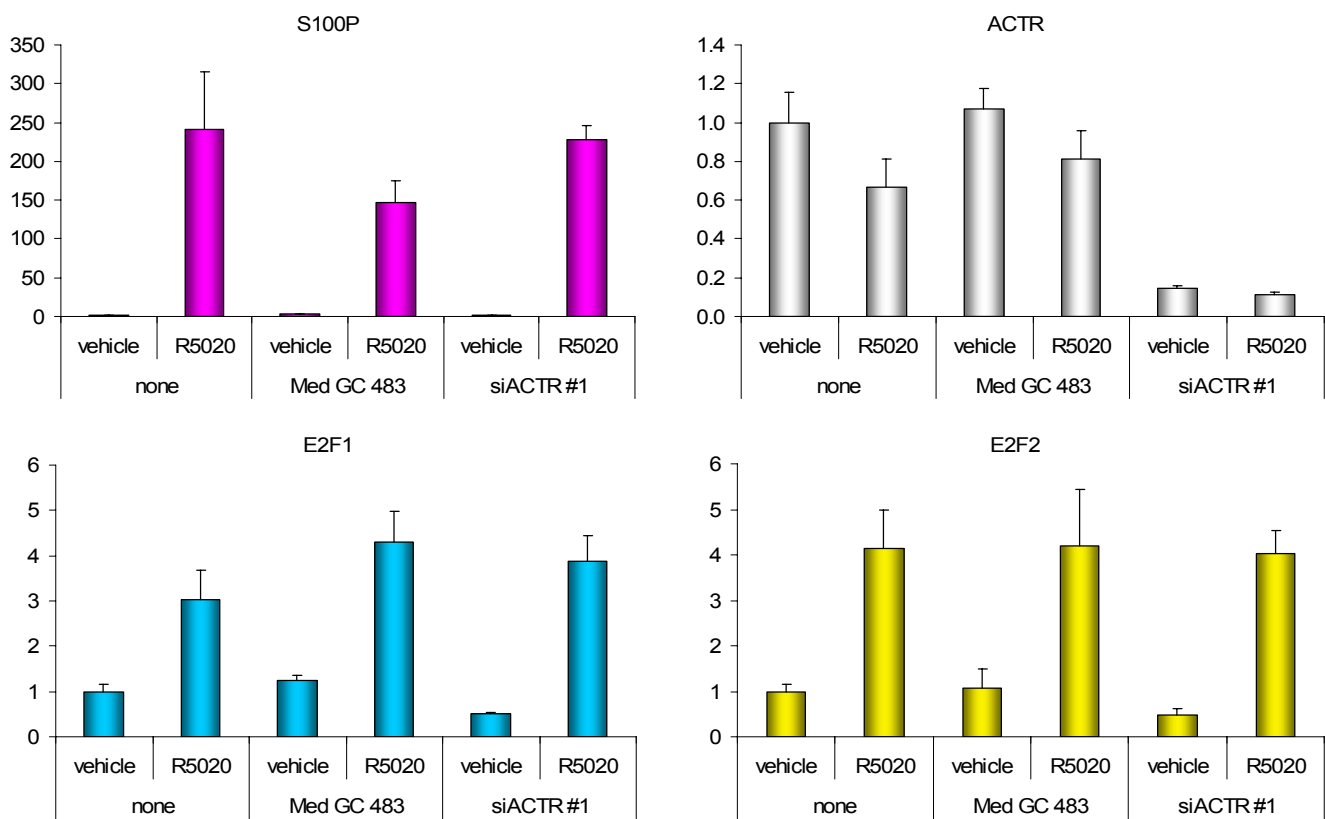 S100P
350
300
250
200
150
100
50
0
vehicle R5020 vehicle R5020 vehicle R5020
none Med GC 483 siACTR #1
ACTR
1.4
1.2
1.0
0.8
0.6
0.4
0.2
0.0
vehicle R5020 vehicle R5020 vehicle R5020
none Med GC 483 siACTR #1
E2F1
6
5
4
3
2
1
0
vehicle R5020 vehicle R5020 vehicle R5020
none Med GC 483 siACTR #1
E2F2
6
5
4
3
2
1
0
vehicle R5020 vehicle R5020 vehicle R5020
none Med GC 483 siACTR #1